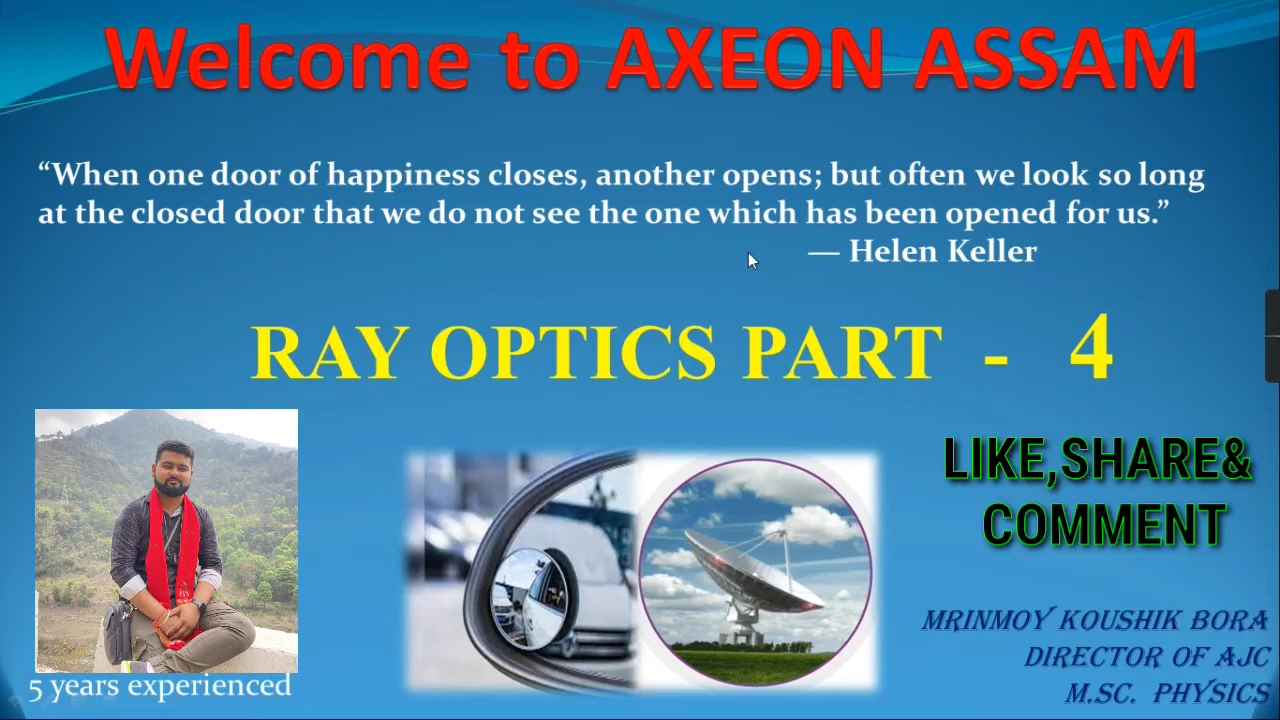 Welcome to AXEON ASSAM
“When one door of happiness closes, another opens; but often we look so long
at the closed door that we do not see the one which has been opened for us.”
— Helen Keller
RAY OPTICS PART - 4
LIKE,SHARE&
COMMENT
MRINMOY KOUSHIK BORA
DIRECTOR OF AJC
M.SC. PHYSICS
5 years experienced